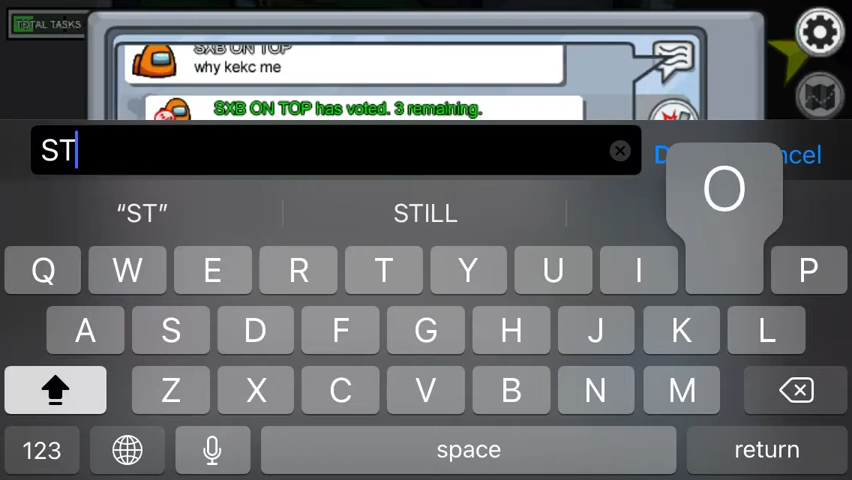 TOTAL TASKS
SXB ON TOP
why kekc me
SXB ON TOP has voted. 3 remaining.
ST
“ST” STILL
O
Q W E R T Y U I P
A S D F G H J K L
Z X C V B N M
123 space return